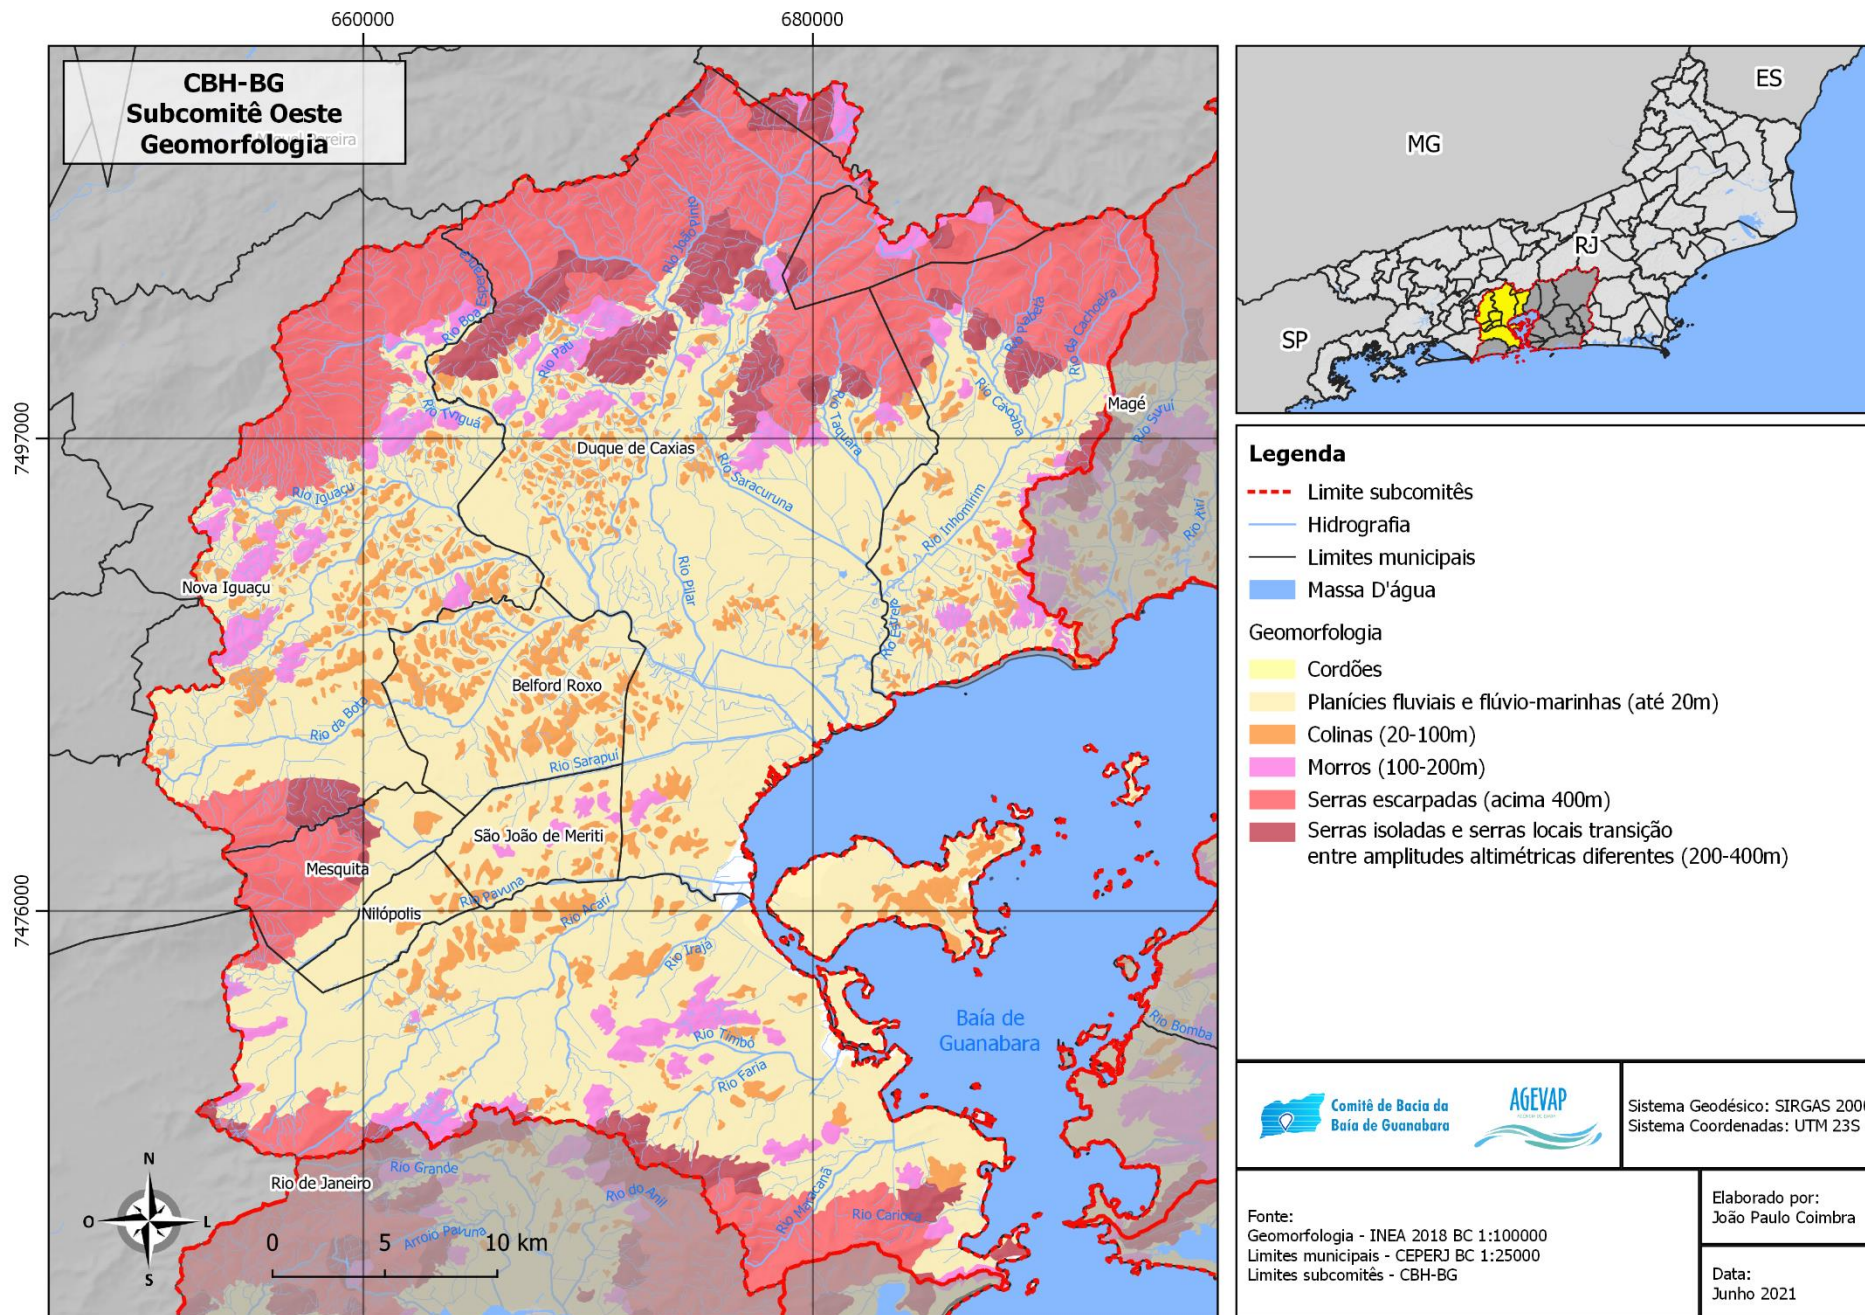 660000
680000
CBH-BG
Subcomitê Oeste
Geomorfologia
ES
MG
RJ
SP
Rio João Pinto
Rio Boa Esperança
Rio Pati
Rio Piabetá
Rio da Cachoeira
Rio Tinguá
Rio Taquara
Rio Caioaba
Magé
Rio Suruí
7497000
Duque de Caxias
Rio Saracuruna
Rio Iguaçu
Rio Inhomirim
Rio Iriri
Rio Pilar
Nova Iguaçu
Rio Estrela
Belford Roxo
Rio da Bota
Rio Sarapuí
São João de Meriti
Mesquita
Rio Pavuna
Nilópolis
Rio Acari
7476000
Rio Irajá
Baía de
Guanabara
Rio Bomba
Rio Timbó
Rio Faria
Rio Grande
Rio de Janeiro
Rio do Anil
Rio Maracanã
Rio Carioca
Arroio Pavuna
N
O
L
S
0 5 10 km
Legenda
Limite subcomitês
Hidrografia
Limites municipais
Massa D'água
Geomorfologia
Cordões
Planícies fluviais e flúvio-marinhas (até 20m)
Colinas (20-100m)
Morros (100-200m)
Serras escarpadas (acima 400m)
Serras isoladas e serras locais transição
entre amplitudes altimétricas diferentes (200-400m)
Comitê de Bacia da
Baía de Guanabara
AGEVAP
Sistema Geodésico: SIRGAS 2000
Sistema Coordenadas: UTM 23S
Fonte:
Geomorfologia - INEA 2018 BC 1:100000
Limites municipais - CEPERJ BC 1:25000
Limites subcomitês - CBH-BG
Elaborado por:
João Paulo Coimbra
Data:
Junho 2021